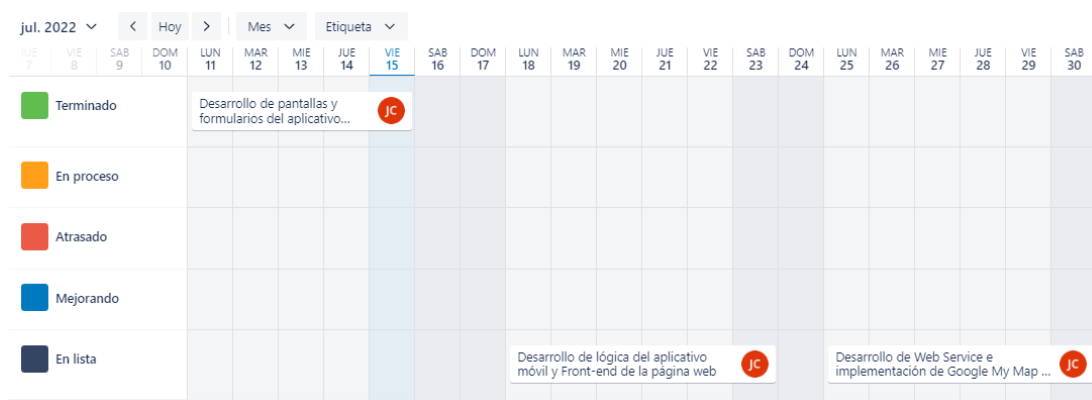 jul. 2022 Hoy Mes Etiqueta
JUE VIE SAB DOM LUN MAR MIE JUE VIE SAB DOM LUN MAR MIE JUE VIE SAB DOM LUN MAR MIE JUE VIE SAB
7 8 9 10 11 12 13 14 15 16 17 18 19 20 21 22 23 24 25 26 27 28 29 30
Terminado
Desarrollo de pantallas y
formularios del aplicativo...
JC
En proceso
Atrasado
Mejorando
En lista
Desarrollo de lógica del aplicativo
móvil y Front-end de la página web
JC
Desarrollo de Web Service e
implementación de Google My Map ...
JC